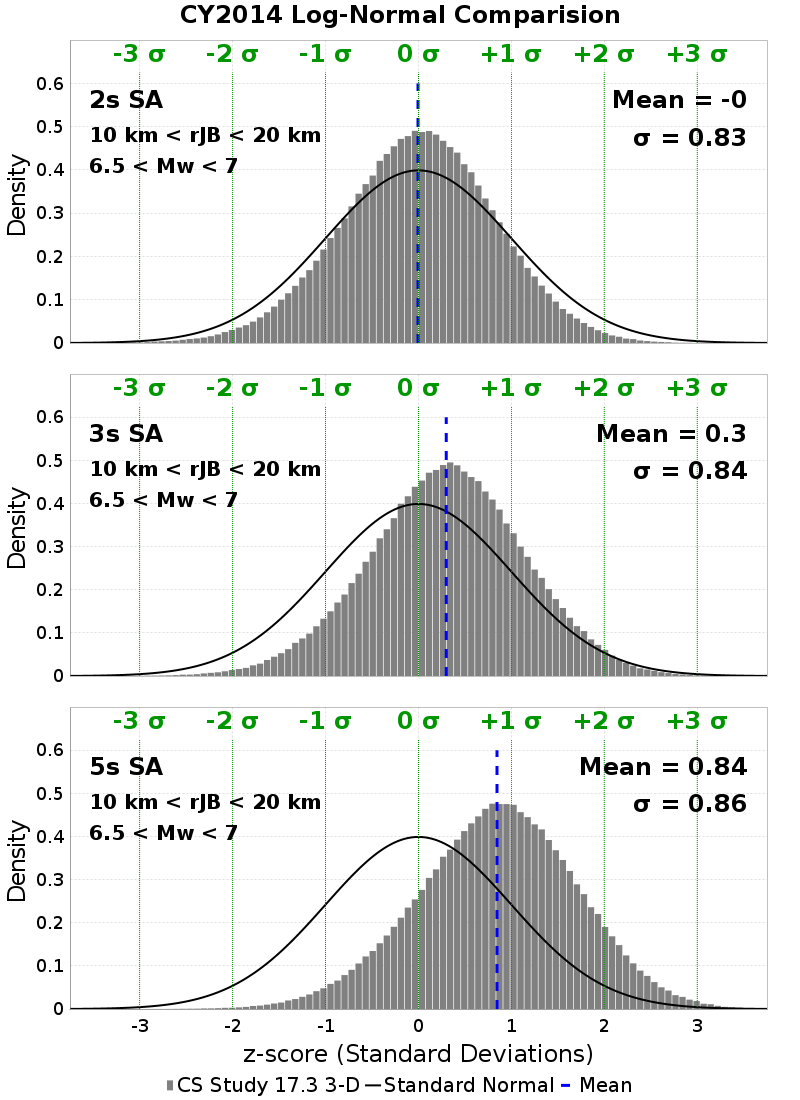 CY2014 Log-Normal Comparision
-3 σ -2 σ -1 σ 0 σ +1 σ +2 σ +3 σ
0.6
2s SA Mean = -0
0.5
10 km < rJB < 20 km σ = 0.83
6.5 < Mw < 7
0.4
0.3
0.2
0.1
0
Density
-3 σ -2 σ -1 σ 0 σ +1 σ +2 σ +3 σ
0.6
3s SA Mean = 0.3
0.5
10 km < rJB < 20 km σ = 0.84
6.5 < Mw < 7
0.4
0.3
0.2
0.1
0
Density
-3 σ -2 σ -1 σ 0 σ +1 σ +2 σ +3 σ
0.6
5s SA Mean = 0.84
0.5
10 km < rJB < 20 km σ = 0.86
6.5 < Mw < 7
0.4
0.3
0.2
0.1
0
Density
-3 -2 -1 0 1 2 3
z-score (Standard Deviations)
CS Study 17.3 3-D Standard Normal Mean